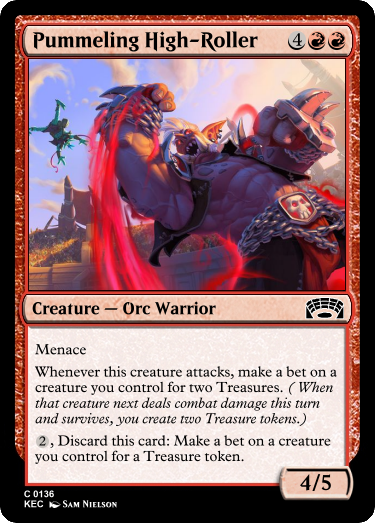 Pummeling High-Roller 4
Creature — Orc Warrior
Menace
Whenever this creature attacks, make a bet on a
creature you control for two Treasures. ( When
that creature next deals combat damage this turn
and survives, you create two Treasure tokens.)
2, Discard this card: Make a bet on a creature
you control for a Treasure token.
4/5
C 0136
KEC Sam Nielson